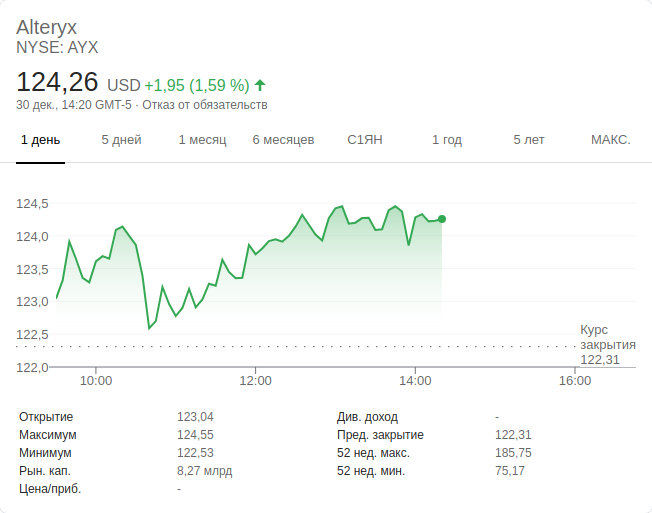 Alteryx
NYSE: AYX
124,26 USD +1,95 (1,59 %)
30 дек., 14:20 GMT-5 · Отказ от обязательств
1 день 5 дней 1 месяц 6 месяцев С1ЯН 1 год 5 лет МАКС.
124,5
124,0
123,5
123,0
122,5
Курс
закрытия
122,31
122,0
10:00 12:00 14:00 16:00
Открытие 123,04
Максимум 124,55
Минимум 122,53
Рын. кап. 8,27 млрд
Цена/приб. -
Див. доход -
Пред. закрытие 122,31
52 нед. макс. 185,75
52 нед. мин. 75,17